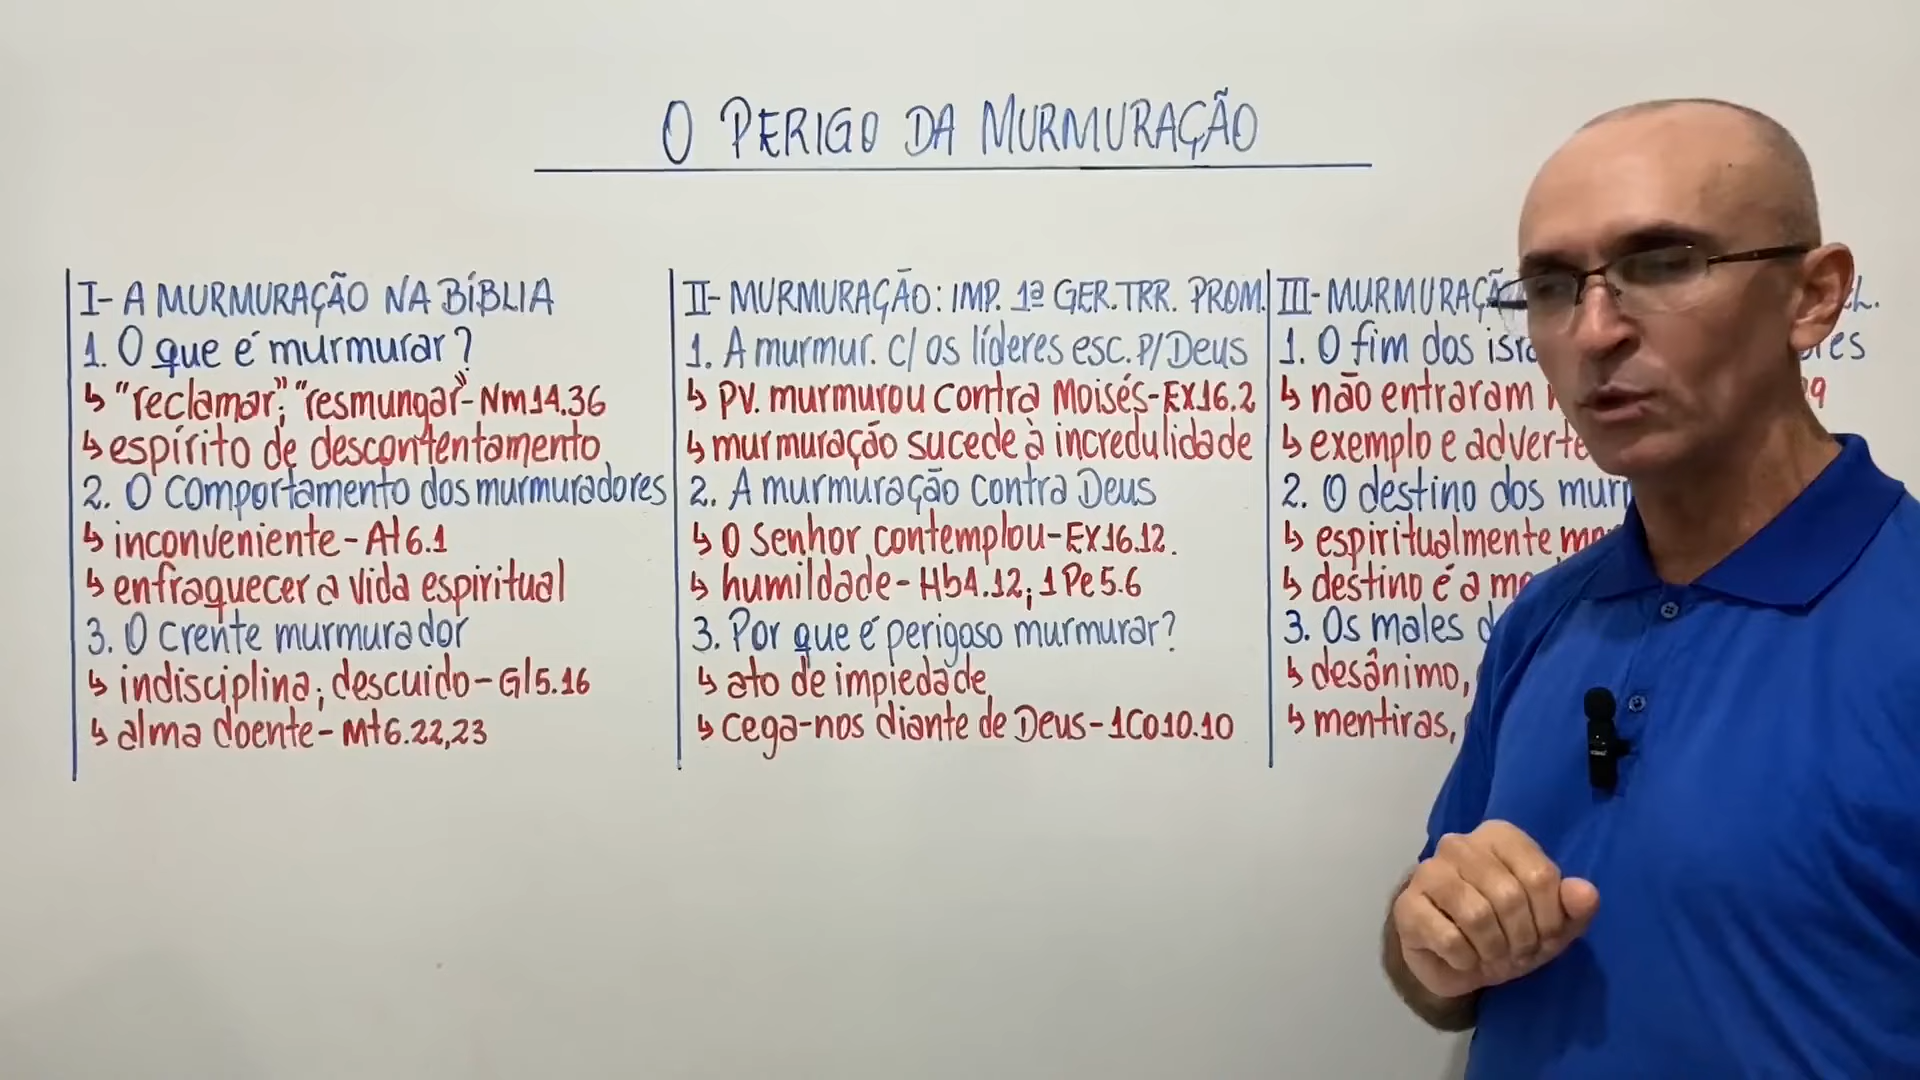 O PERIGO DA MURMURAÇÃO
I- A MURMURAÇÃO NA BÍBLIA
1. O que é murmurar?
↳ "reclamar"; "resmungar"- Nm14.36
↳ espírito de descontentamento
2. O comportamento dos murmuradores
↳ inconveniente - At6.1
↳ enfraquecer a vida espiritual
3. O crente murmurador
↳ indisciplina; descuido - Gl5.16
↳ alma doente - Mt6.22,23
II- MURMURAÇÃO: IMP. 1ª GER. TRR. PROM.
1. A murmur. c/ os líderes esc. p/ Deus
↳ PV. murmurou contra Moisés - Ex16.2
↳ murmuração sucede à incredulidade
2. A murmuração contra Deus
↳ O Senhor contemplou - Ex16.12.
↳ humildade - Hb4.12; 1Pe5.6
3. Por que é perigoso murmurar?
↳ ato de impiedade
↳ cega-nos diante de Deus - 1Co10.10
III- MURMURAÇÃ
1. O fim dos
↳ não entraram
↳ exemplo e
2. O destino dos
↳ espiritualmente
↳ destino é a
3. Os males
↳ desânimo,
↳ mentiras,